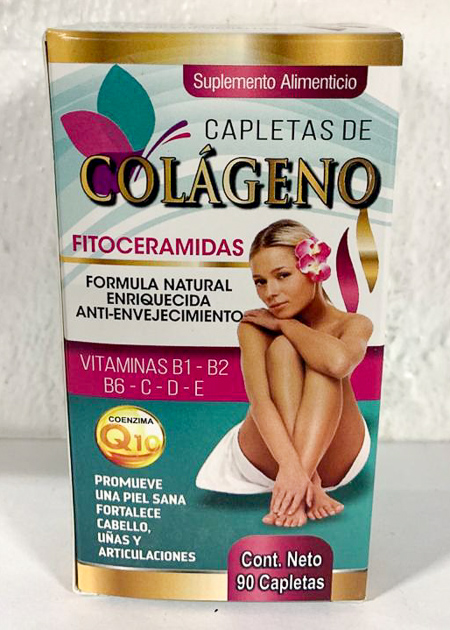 Suplemento Alimenticio
CAPLETAS DE
COLÁGENO
FITOCERAMIDAS
FORMULA NATURAL
ENRIQUECIDA
ANTI-ENVEJECIMIENTO
VITAMINAS B1 - B2
B6 - C - D - E
COENZIMA
Q10
PROMUEVE
UNA PIEL SANA
FORTALECE
CABELLO,
UÑAS Y
ARTICULACIONES
Cont. Neto
90 Capletas